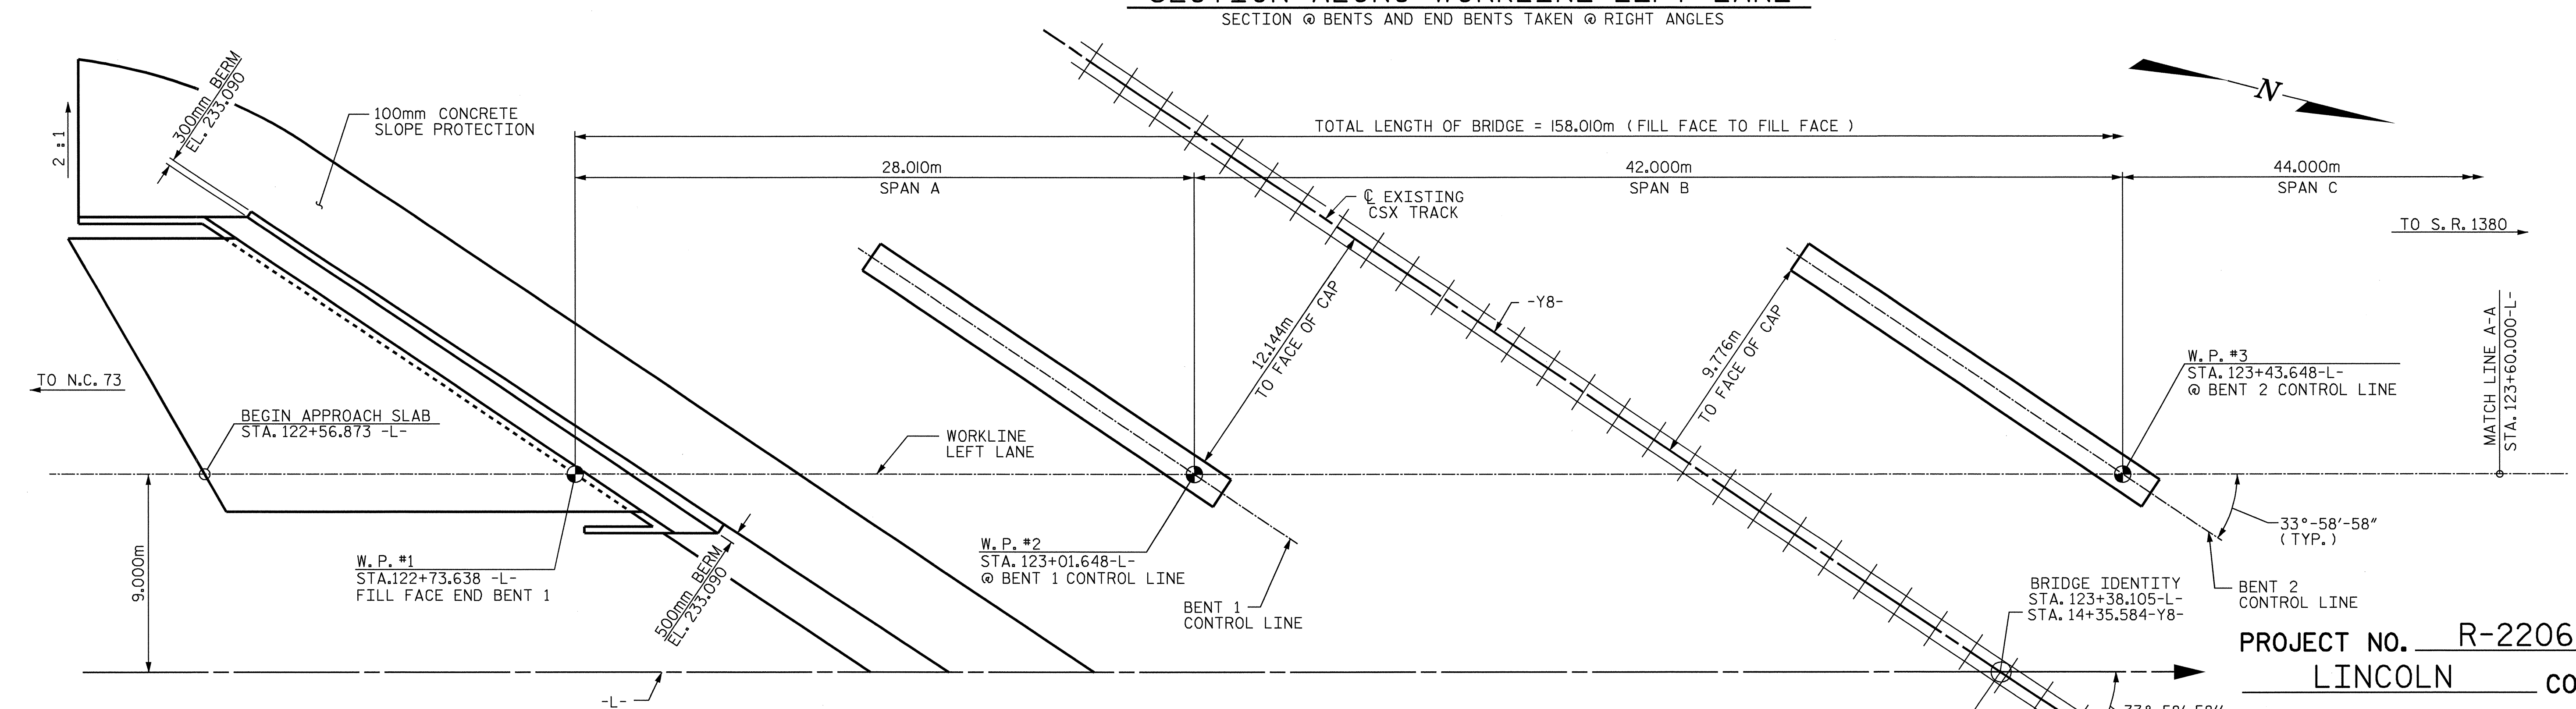 SECTION ALONG WORKLINE LEFT LANE
SECTION @ BENTS AND END BENTS TAKEN @ RIGHT ANGLES
N
300mm BERM
EL. 233.090
2 : 1
100mm CONCRETE
SLOPE PROTECTION
TOTAL LENGTH OF BRIDGE = 158.010m ( FILL FACE TO FILL FACE )
28.010m
SPAN A
42.000m
SPAN B
44.000m
SPAN C
℄ EXISTING
CSX TRACK
TO S.R. 1380
-Y8-
12.144m
TO FACE OF CAP
9.776m
TO FACE OF CAP
W.P. #3
STA. 123+43.648-L-
@ BENT 2 CONTROL LINE
MATCH LINE A-A
STA. 123+60.000-L-
TO N.C. 73
BEGIN APPROACH SLAB
STA. 122+56.873 -L-
WORKLINE
LEFT LANE
33°-58'-58"
( TYP. )
9.000m
W.P. #1
STA.122+73.638 -L-
FILL FACE END BENT 1
500mm BERM
EL. 233.090
W.P. #2
STA. 123+01.648-L-
@ BENT 1 CONTROL LINE
BENT 1
CONTROL LINE
BRIDGE IDENTITY
STA. 123+38.105-L-
STA. 14+35.584-Y8-
BENT 2
CONTROL LINE
PROJECT NO. R-2206
LINCOLN CO
-L-